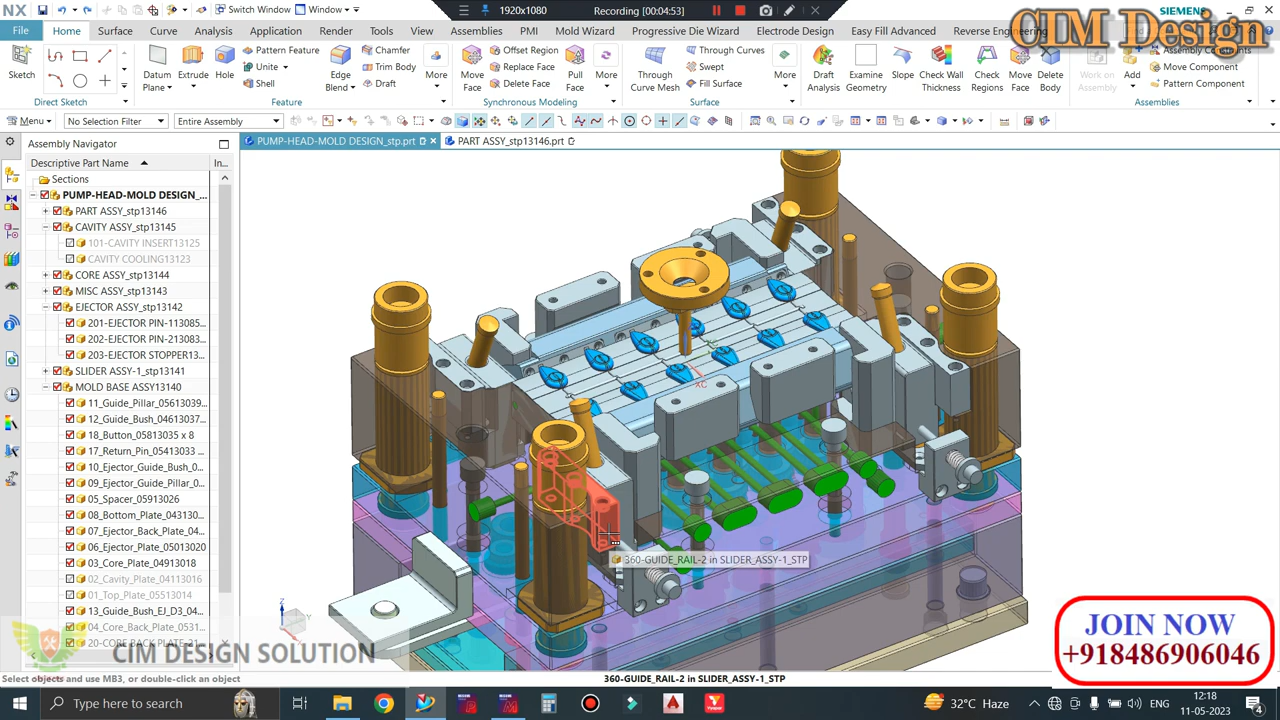 NX
Switch Window
Window
1920x1080
Recording [00:04:53]
SIEMENS
CIM Design
File
Home
Surface
Curve
Analysis
Application
Render
Tools
View
Assemblies
PMI
Mold Wizard
Progressive Die Wizard
Electrode Design
Easy Fill Advanced
Reverse Engineering
Sketch
Direct Sketch
Datum Plane
Extrude
Hole
Pattern Feature
Unite
Shell
Edge Blend
Chamfer
Trim Body
Draft
More
Feature
Move Face
Offset Region
Replace Face
Delete Face
Pull Face
More
Synchronous Modeling
Through Curve Mesh
Through Curves
Swept
Fill Surface
More
Surface
Draft Analysis
Examine Geometry
Slope
Check Wall Thickness
Check Regions
Move Face
Delete Body
Work on Assembly
Add
Assembly Constraints
Move Component
Pattern Component
Assemblies
Menu
No Selection Filter
Entire Assembly
Assembly Navigator
PUMP-HEAD-MOLD DESIGN_stp.prt
PART ASSY_stp13146.prt
Descriptive Part Name
In...
Sections
PUMP-HEAD-MOLD DESIGN_...
PART ASSY_stp13146
CAVITY ASSY_stp13145
101-CAVITY INSERT13125
CAVITY COOLING13123
CORE ASSY_stp13144
MISC ASSY_stp13143
EJECTOR ASSY_stp13142
201-EJECTOR PIN-113085...
202-EJECTOR PIN-213083...
203-EJECTOR STOPPER13...
SLIDER ASSY-1_stp13141
MOLD BASE ASSY13140
11_Guide_Pillar_05613039...
12_Guide_Bush_04613037...
18_Button_05813035 x 8
17_Return_Pin_05413033 ...
10_Ejector_Guide_Bush_0...
09_Ejector_Guide_Pillar_0...
05_Spacer_05913026
08_Bottom_Plate_043130...
07_Ejector_Back_Plate_04...
06_Ejector_Plate_05013020
02_Cavity_Plate_04113016
01_Top_Plate_05513014
13_Guide_Bush_EJ_D3_04...
04_Core_Back_Plate_0531...
20-CORE BACK PLATE-21...
XC
360-GUIDE_RAIL-2 in SLIDER_ASSY-1_STP
Z
Y
CIM DESIGN SOLUTION
JOIN NOW
+918486906046
Select objects and use MB3, or double-click an object
360-GUIDE_RAIL-2 in SLIDER_ASSY-1_STP
Type here to search
32°C Haze
ENG
12:18
11-05-2023